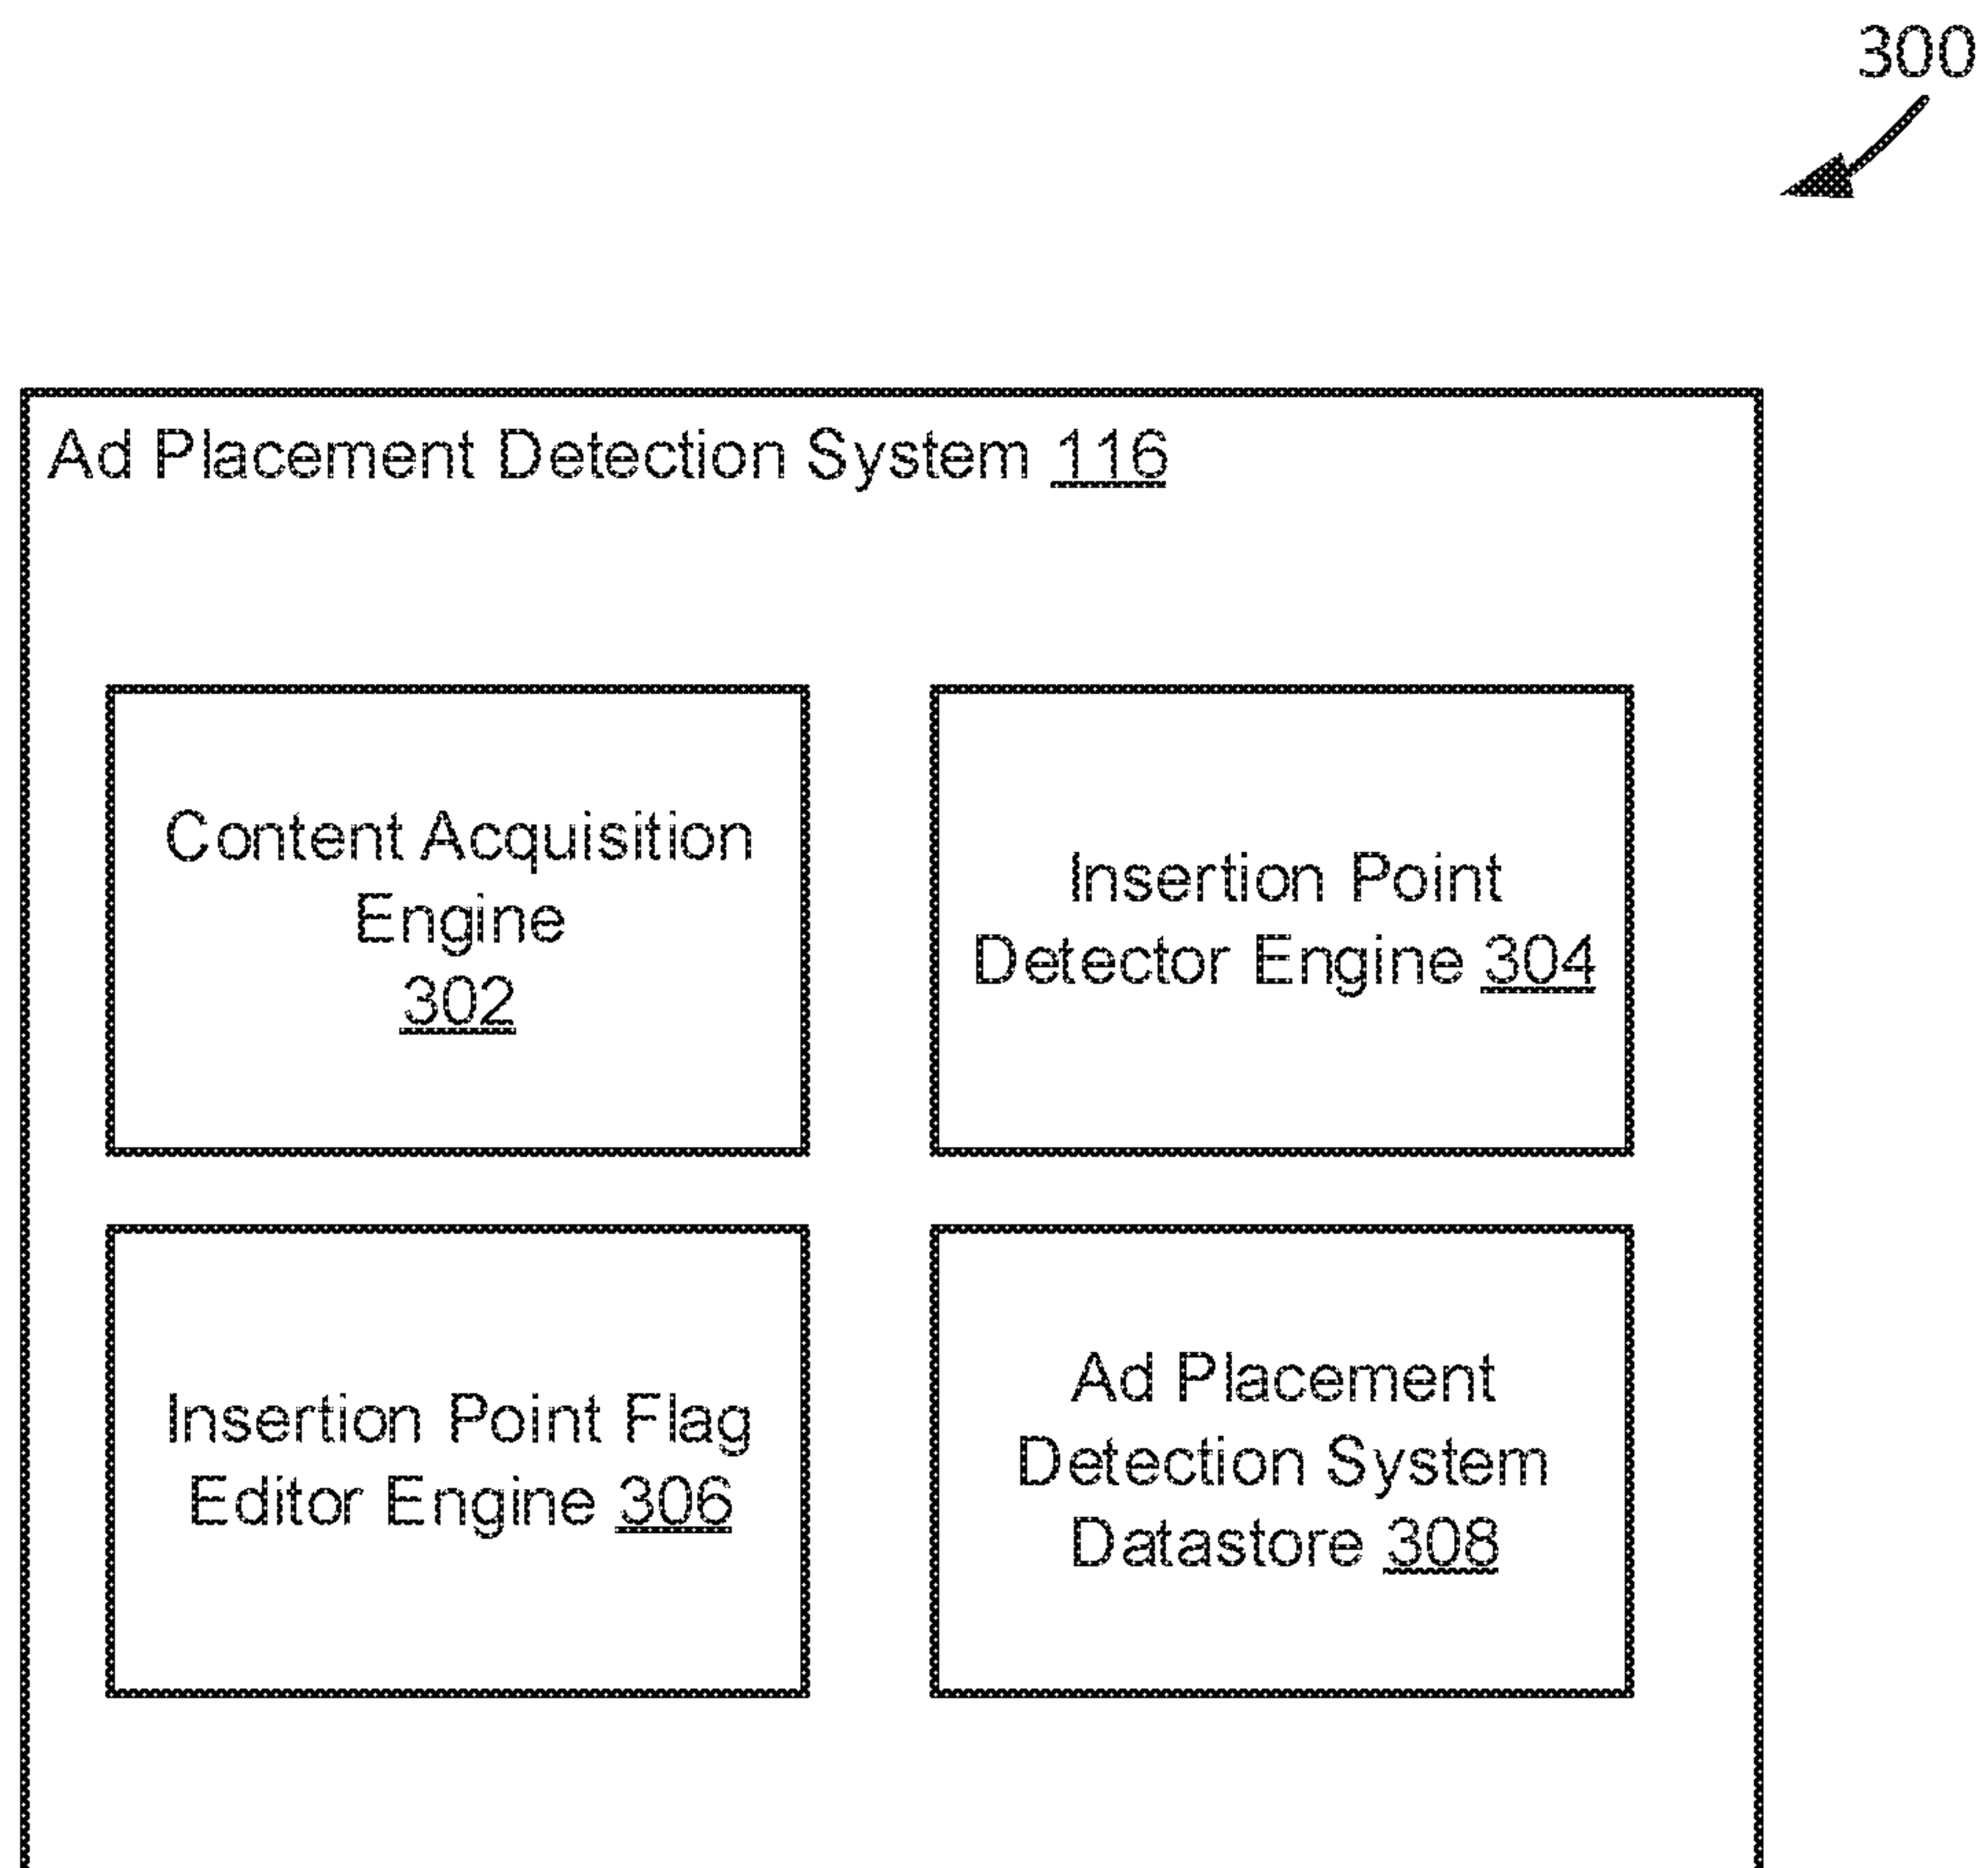 300
Ad Placement Detection System 116
Content Acquisition
Engine
302
Insertion Point
Detector Engine 304
Insertion Point Flag
Editor Engine 306
Ad Placement
Detection System
Datastore 308